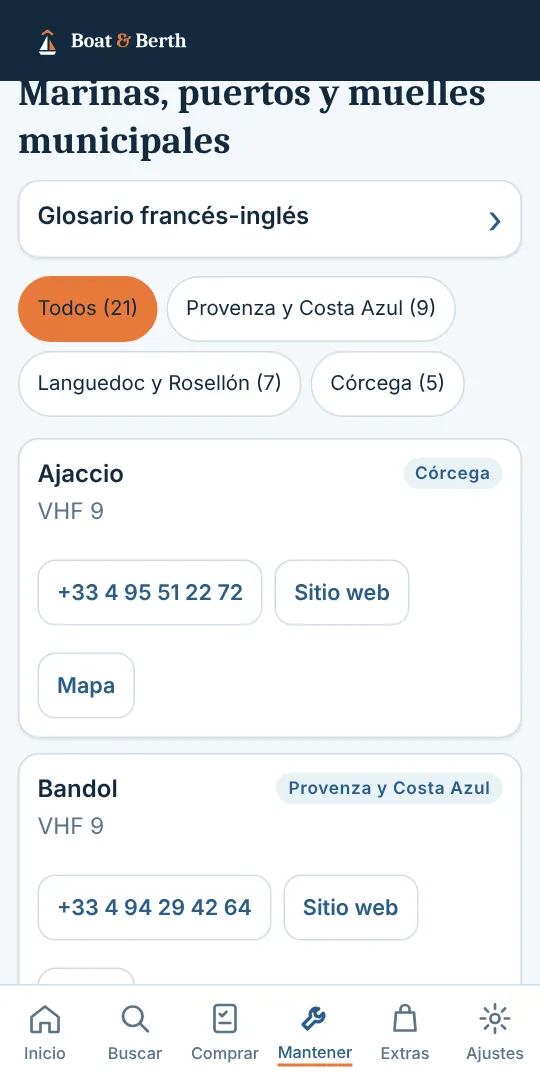 Boat & Berth
Marinas, puertos y muelles
municipales
Glosario francés-inglés
Todos (21)
Provenza y Costa Azul (9)
Languedoc y Rosellón (7)
Córcega (5)
Ajaccio
Córcega
VHF 9
+33 4 95 51 22 72
Sitio web
Mapa
Bandol
Provenza y Costa Azul
VHF 9
+33 4 94 29 42 64
Sitio web
Inicio
Buscar
Comprar
Mantener
Extras
Ajustes